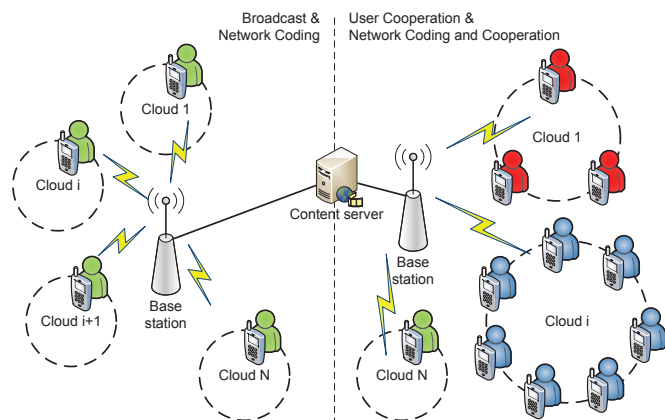 Broadcast &
Network Coding
User Cooperation &
Network Coding and Cooperation
Cloud 1
Cloud i
Cloud i+1
Base
station
Cloud N
Content server
Base
station
Cloud 1
Cloud i
Cloud N